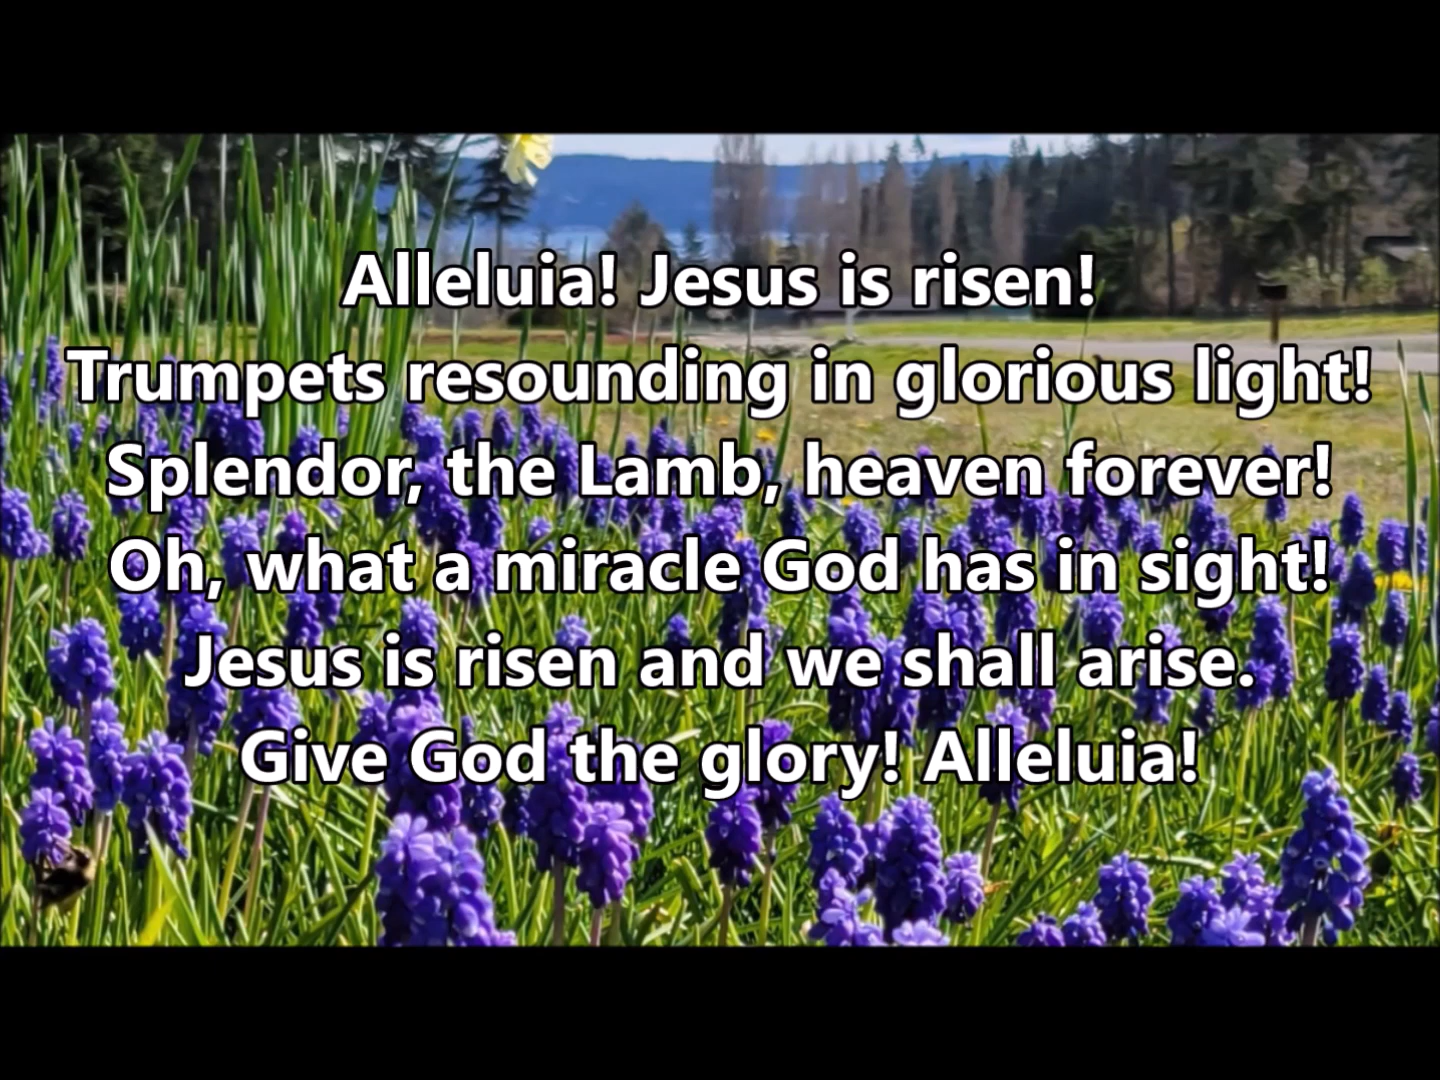 Alleluia! Jesus is risen!
Trumpets resounding in glorious light!
Splendor, the Lamb, heaven forever!
Oh, what a miracle God has in sight!
Jesus is risen and we shall arise.
Give God the glory! Alleluia!